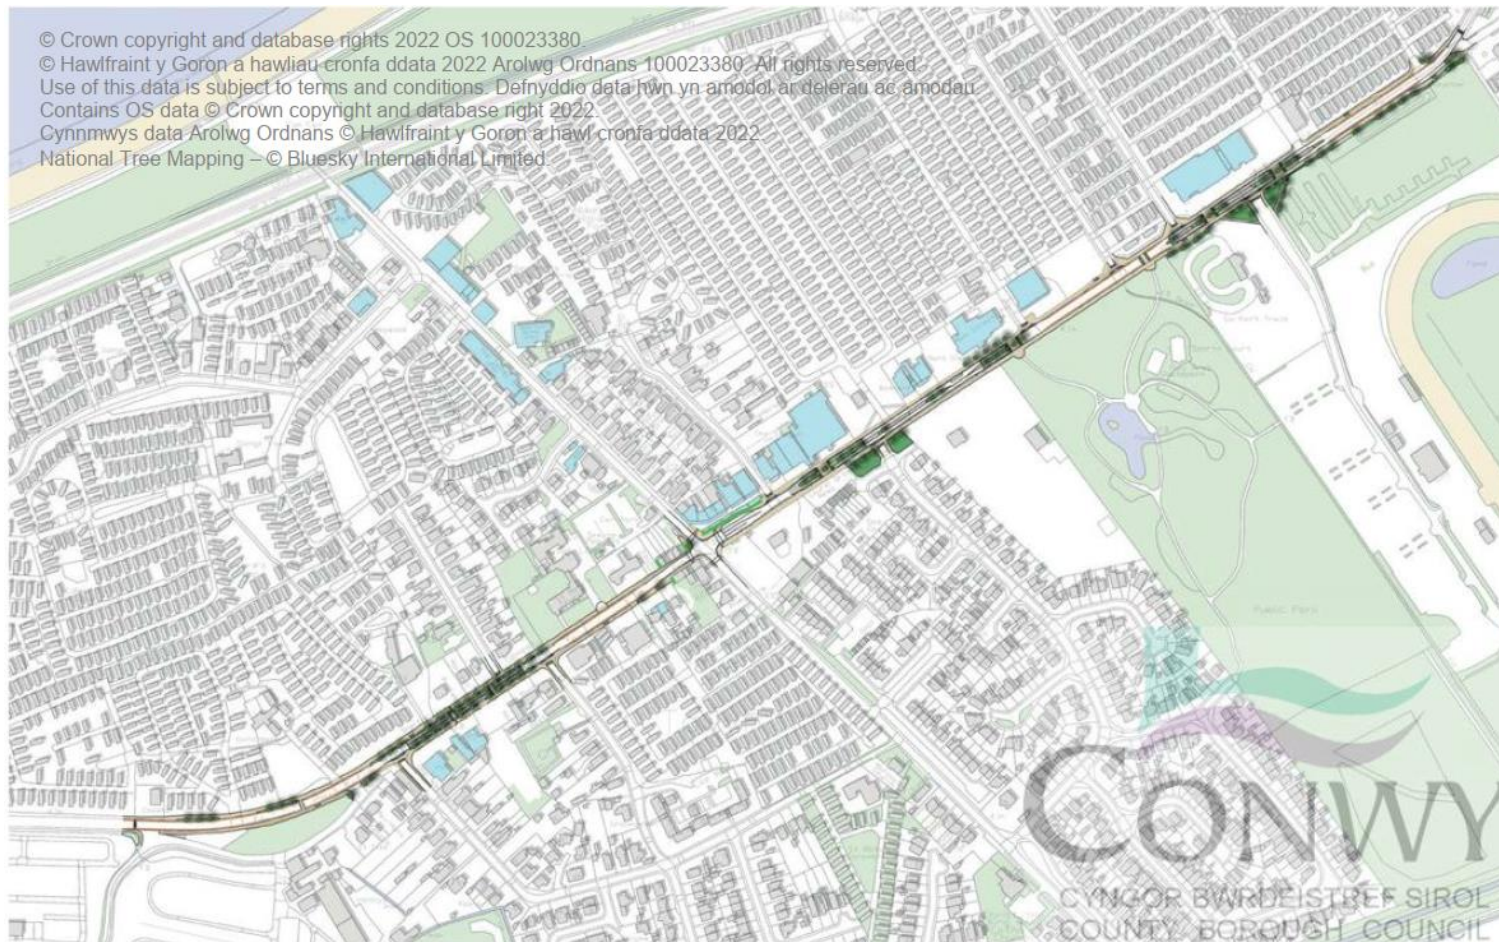 © Crown copyright and database rights 2022 OS 100023380.
© Hawlfraint y Goron a hawliau cronfa ddata 2022 Arolwg Ordnans 100023380. All rights reserved.
Use of this data is subject to terms and conditions. Defnyddio data hwn yn amodol ar delerau ac amodau.
Contains OS data © Crown copyright and database right 2022.
Cynnmwys data Arolwg Ordnans © Hawlfraint y Goron a hawl cronfa ddata 2022.
National Tree Mapping – © Bluesky International Limited.
Public Park
CONWY
CYNGOR BWRDEISTREF SIROL
COUNTY BOROUGH COUNCIL